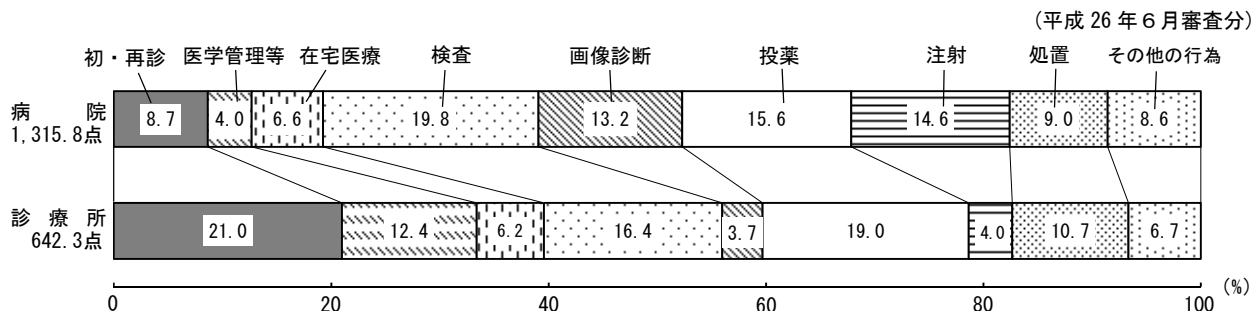 (平成 26 年６月審査分)
初・再診 医学管理等 在宅医療 検査 画像診断 投薬 注射 処置 その他の行為
病院
1,315.8点
8.7 4.0 6.6 19.8 13.2 15.6 14.6 9.0 8.6
診療所
642.3点
21.0 12.4 6.2 16.4 3.7 19.0 4.0 10.7 6.7
0 20 40 60 80 100 (%)